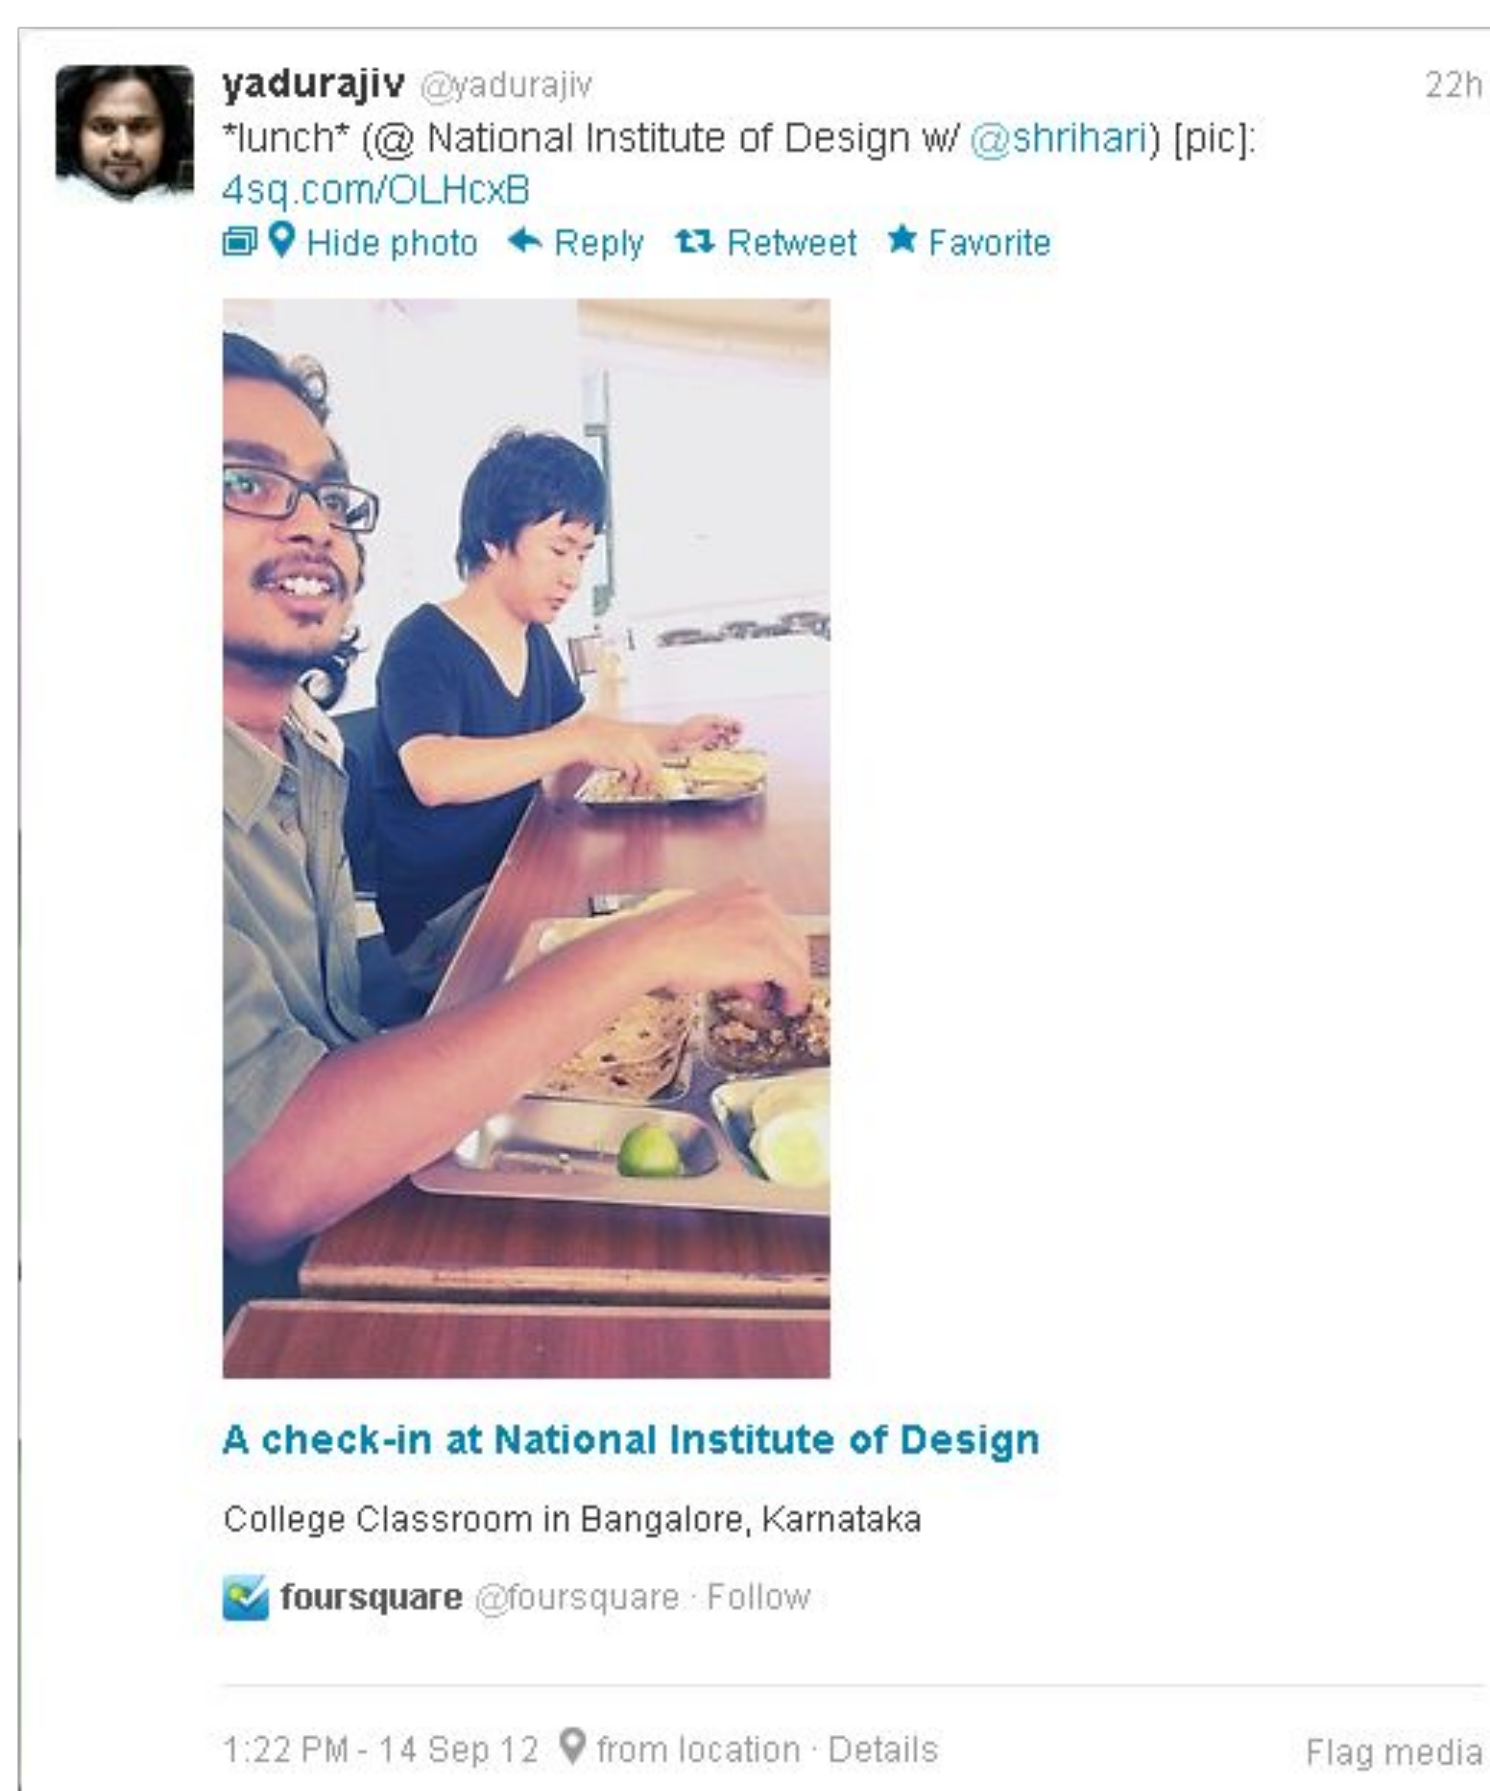 yadurajiv @yadurajiv 22h
*lunch* (@ National Institute of Design w/ @shrihari) [pic]:
4sq.com/OLHcxB
Hide photo Reply Retweet Favorite
A check-in at National Institute of Design
College Classroom in Bangalore, Karnataka
foursquare @foursquare · Follow
1:22 PM - 14 Sep 12 from location · Details Flag media